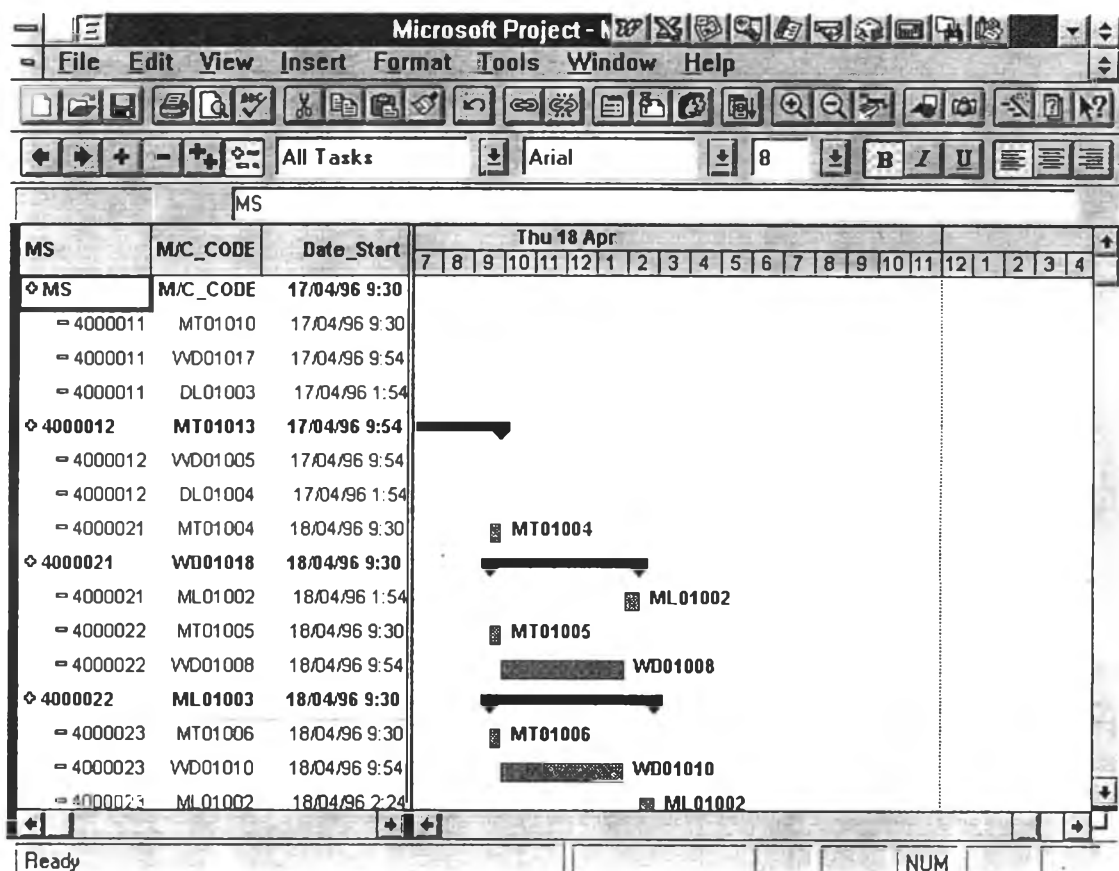 Microsoft Project - M
File Edit View Insert Format Tools Window Help
All Tasks Arial 8 B I U
MS
MS M/C_CODE Date_Start Thu 18 Apr
7 8 9 10 11 12 1 2 3 4 5 6 7 8 9 10 11 12 1 2 3 4
MS M/C_CODE 17/04/96 9:30
4000011 MT01010 17/04/96 9:30
4000011 WD01017 17/04/96 9:54
4000011 DL01003 17/04/96 1:54
4000012 MT01013 17/04/96 9:54
4000012 WD01005 17/04/96 9:54
4000012 DL01004 17/04/96 1:54
4000021 MT01004 18/04/96 9:30 MT01004
4000021 WD01018 18/04/96 9:30
4000021 ML01002 18/04/96 1:54 ML01002
4000022 MT01005 18/04/96 9:30 MT01005
4000022 WD01008 18/04/96 9:54 WD01008
4000022 ML01003 18/04/96 9:30
4000023 MT01006 18/04/96 9:30 MT01006
4000023 WD01010 18/04/96 9:54 WD01010
4000023 ML01002 18/04/96 2:24 ML01002
Ready NUM